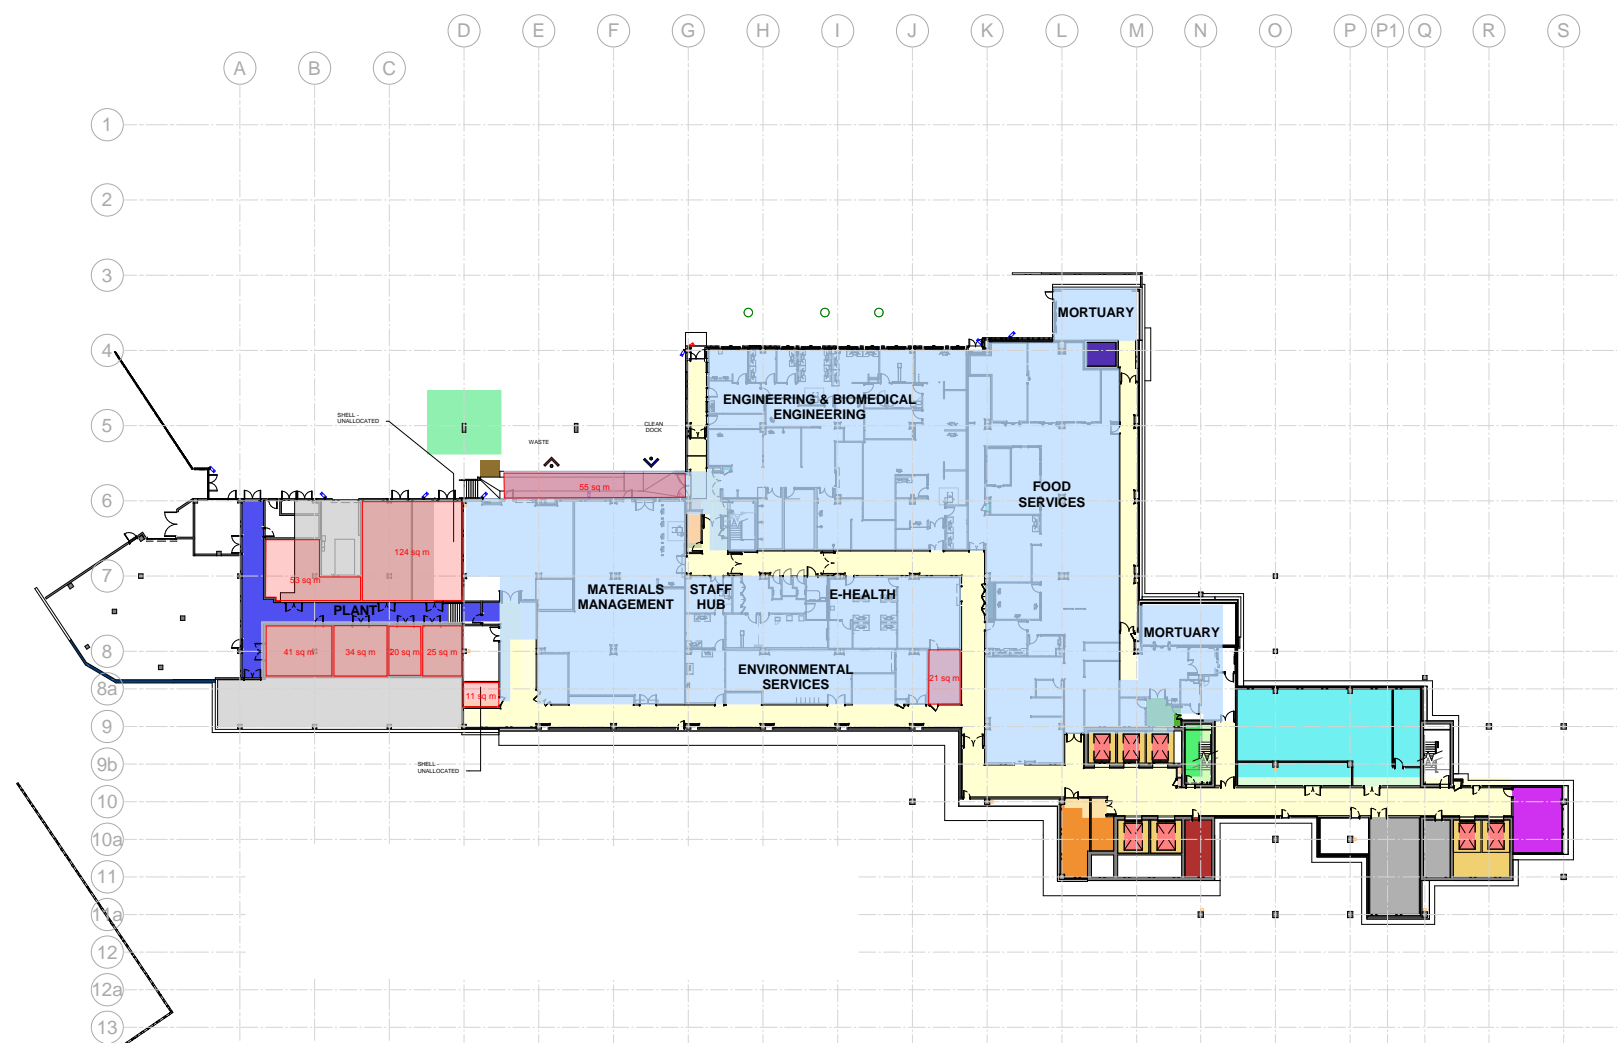 D E F G H I J K L M N O P P1 Q R S
A B C
1
2
3
MORTUARY
4
ENGINEERING & BIOMEDICAL
ENGINEERING
SHELL -
UNALLOCATED
5
CLEAN
DOCK
WASTE
55 sq m
6
FOOD
SERVICES
124 sq m
53 sq m
7
MATERIALS
MANAGEMENT
STAFF
HUB
E-HEALTH
PLANT
MORTUARY
8
41 sq m
34 sq m
20 sq m
25 sq m
ENVIRONMENTAL
SERVICES
21 sq m
8a
11 sq m
9
9b
SHELL -
UNALLOCATED
10
10a
11
11a
12
12a
13